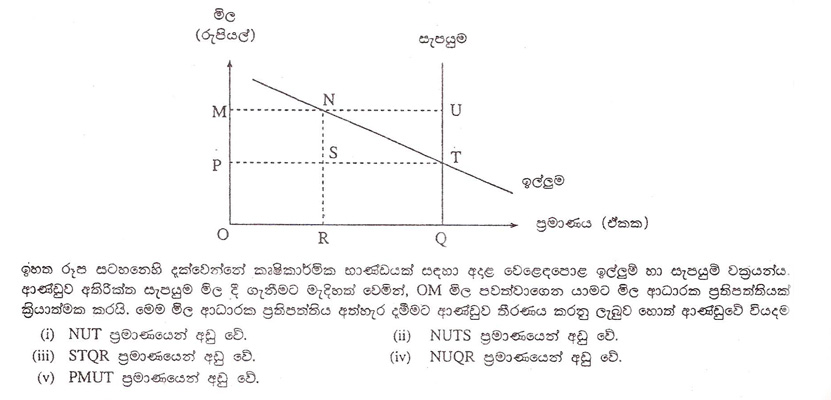 මිල
(රුපියල්)
සැපයුම
M N U
P S T
ඉල්ලුම
ප්‍රමාණය (ඒකක)
O R Q
ඉහත රූප සටහනෙහි දැක්වෙන්නේ කෘෂිකාර්මික භාණ්ඩයක් සඳහා අදාළ වෙළෙඳපොළ ඉල්ලුම් හා සැපයුම් වක්‍රයන්ය.
ආණ්ඩුව අතිරික්ත සැපයුම මිල දී ගැනීමට මැදිහත් වෙමින්, OM මිල පවත්වාගෙන යාමට මිල ආධාරක ප්‍රතිපත්තියක්
ක්‍රියාත්මක කරයි. මෙම මිල ආධාරක ප්‍රතිපත්තිය අත්හැර දැමීමට ආණ්ඩුව තීරණය කරනු ලැබුව හොත් ආණ්ඩුවේ වියදම
(i) NUT ප්‍රමාණයෙන් අඩු වේ. (ii) NUTS ප්‍රමාණයෙන් අඩු වේ.
(iii) STQR ප්‍රමාණයෙන් අඩු වේ. (iv) NUQR ප්‍රමාණයෙන් අඩු වේ.
(v) PMUT ප්‍රමාණයෙන් අඩු වේ.